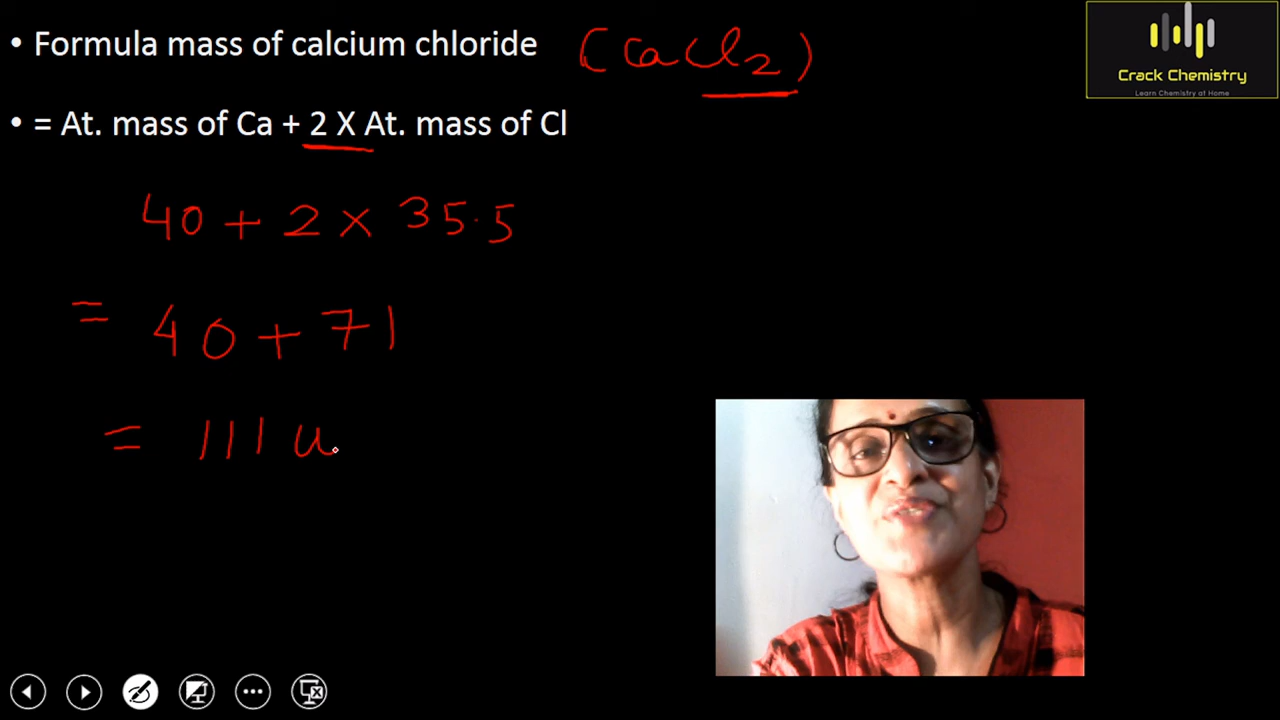 • Formula mass of calcium chloride (CaCl2)
• = At. mass of Ca + 2 X At. mass of Cl
40 + 2 × 35.5
= 40 + 71
= 111 u
Crack Chemistry
Learn Chemistry at Home